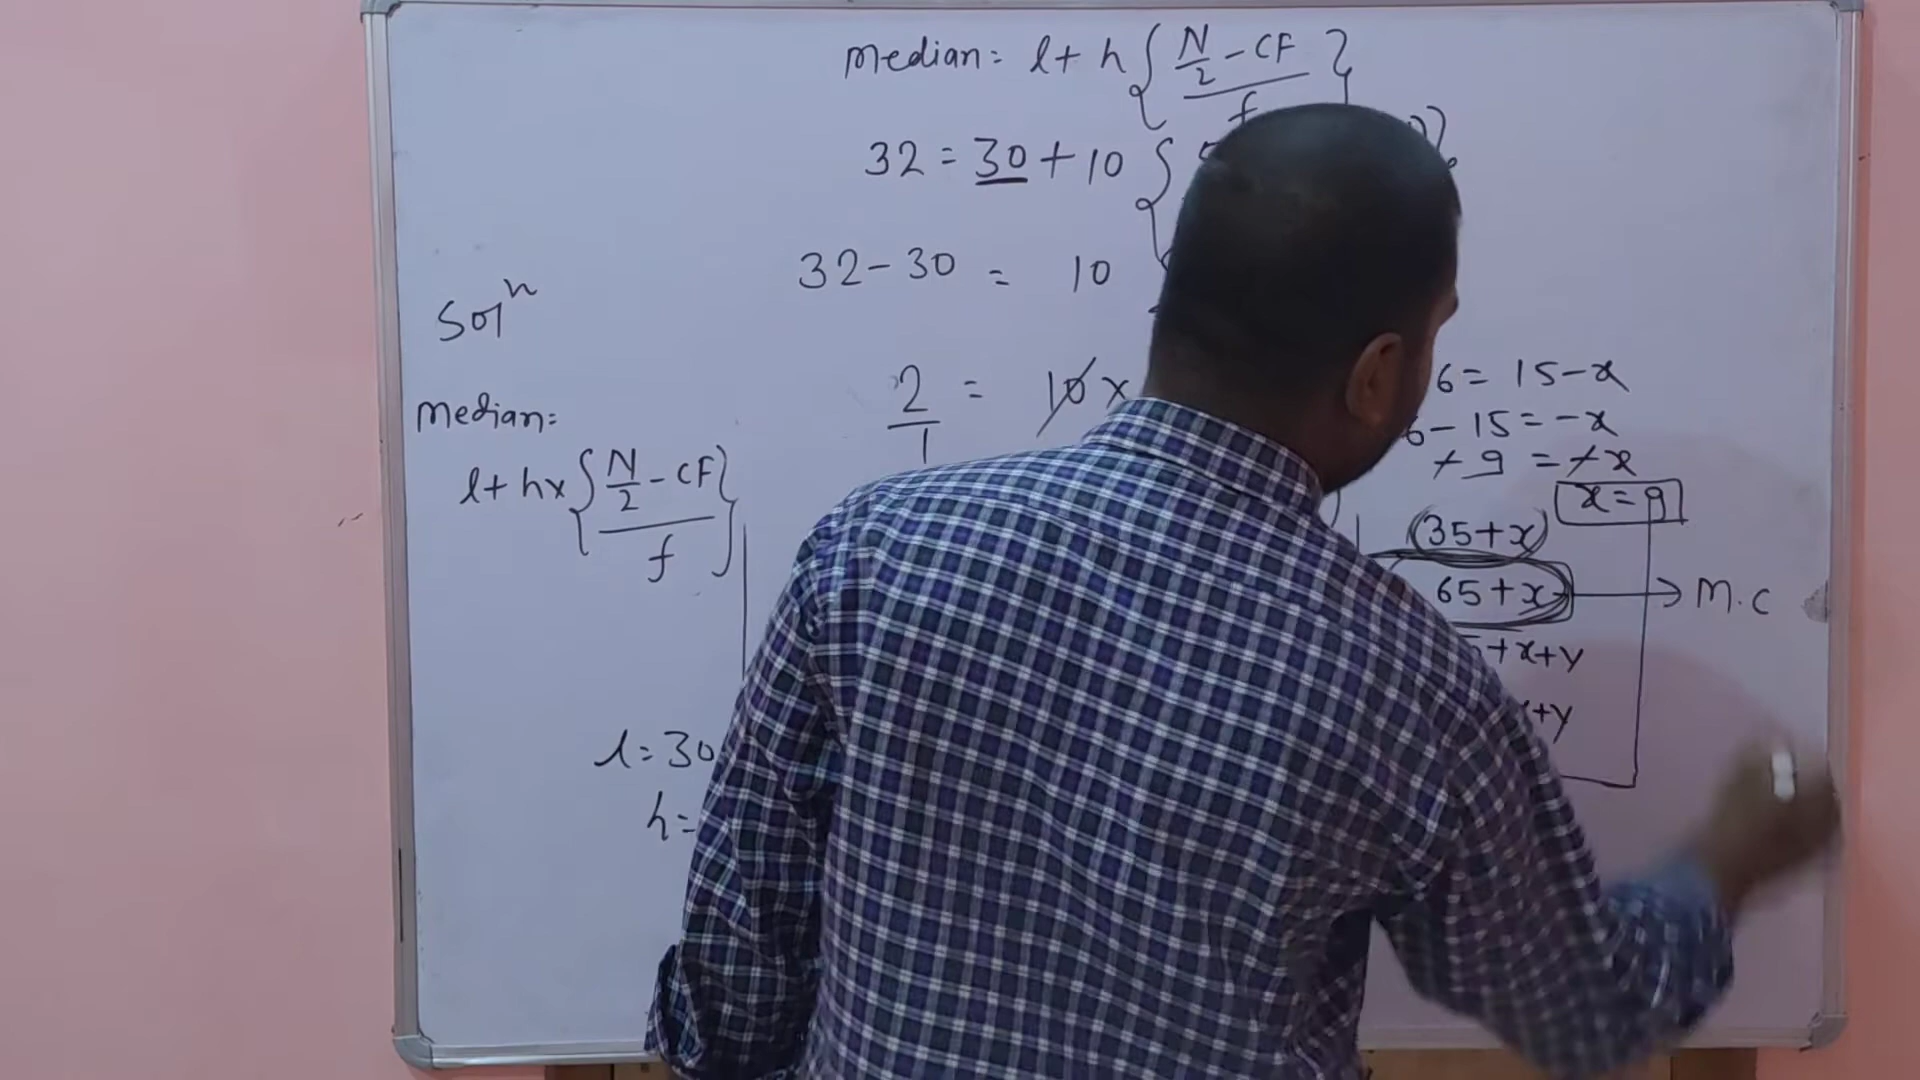 Median = l + h { N/2 - CF / f }
32 = 30 + 10 {
32 - 30 = 10
Solⁿ
2/1 = 10 x
6 = 15 - x
6 - 15 = - x
+ 9 = + x
x = 9
Median =
l + h x { N/2 - CF / f }
(35 + x)
65 + x → M.C
+ x + y
+ y
l = 30
h =